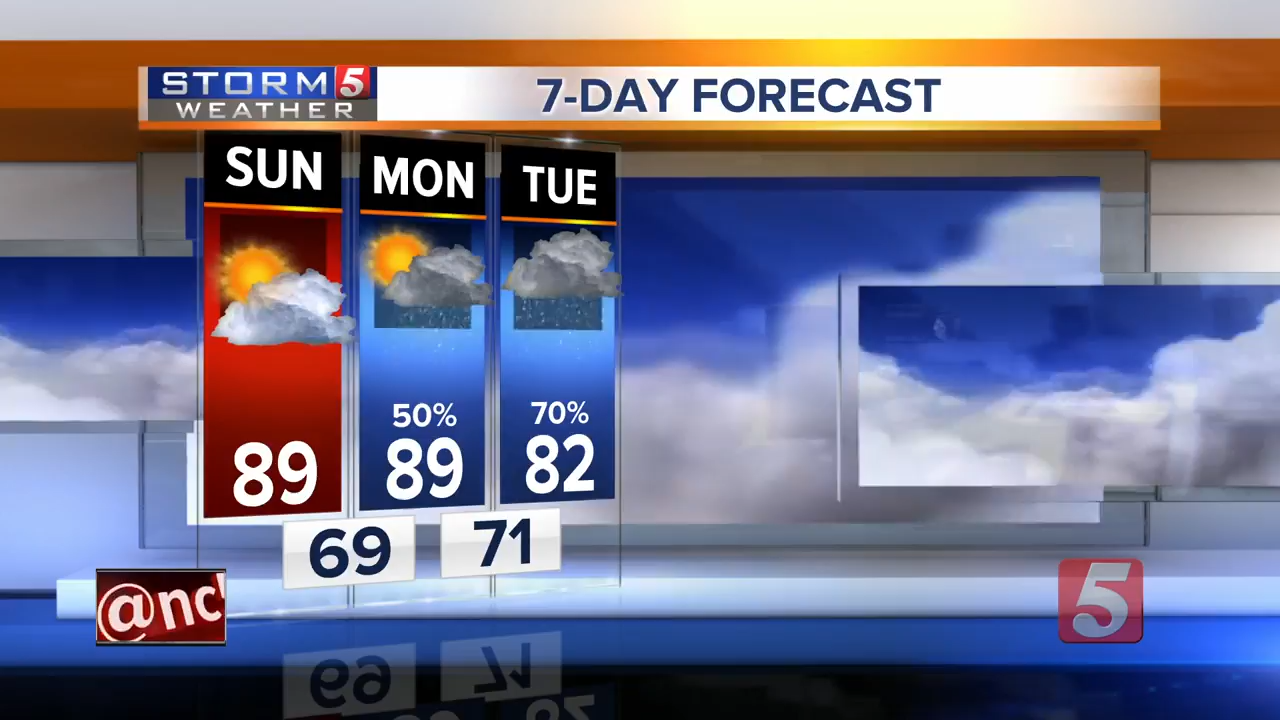 STORM 5
WEATHER
7-DAY FORECAST
SUN
MON
TUE
50%
70%
89
89
82
69
71
@nc
5